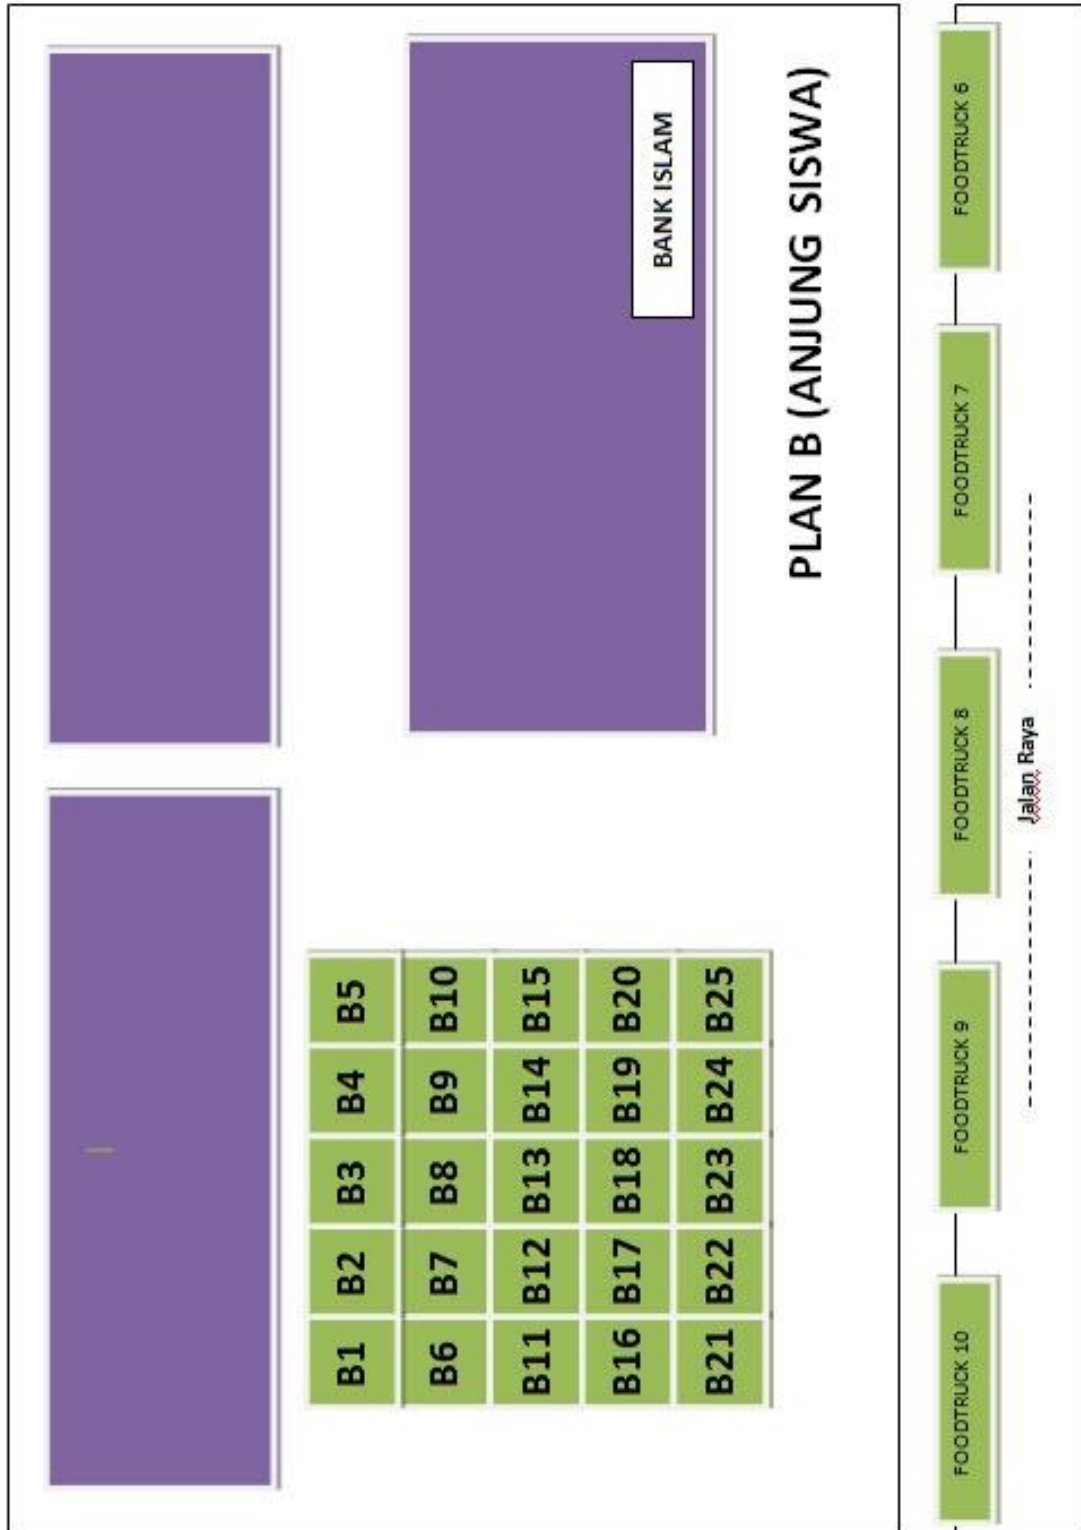 B1 B2 B3 B4 B5
B6 B7 B8 B9 B10
B11 B12 B13 B14 B15
B16 B17 B18 B19 B20
B21 B22 B23 B24 B25
BANK ISLAM
PLAN B (ANJUNG SISWA)
FOODTRUCK 10
FOODTRUCK 9
FOODTRUCK 8
FOODTRUCK 7
FOODTRUCK 6
Jalan Raya